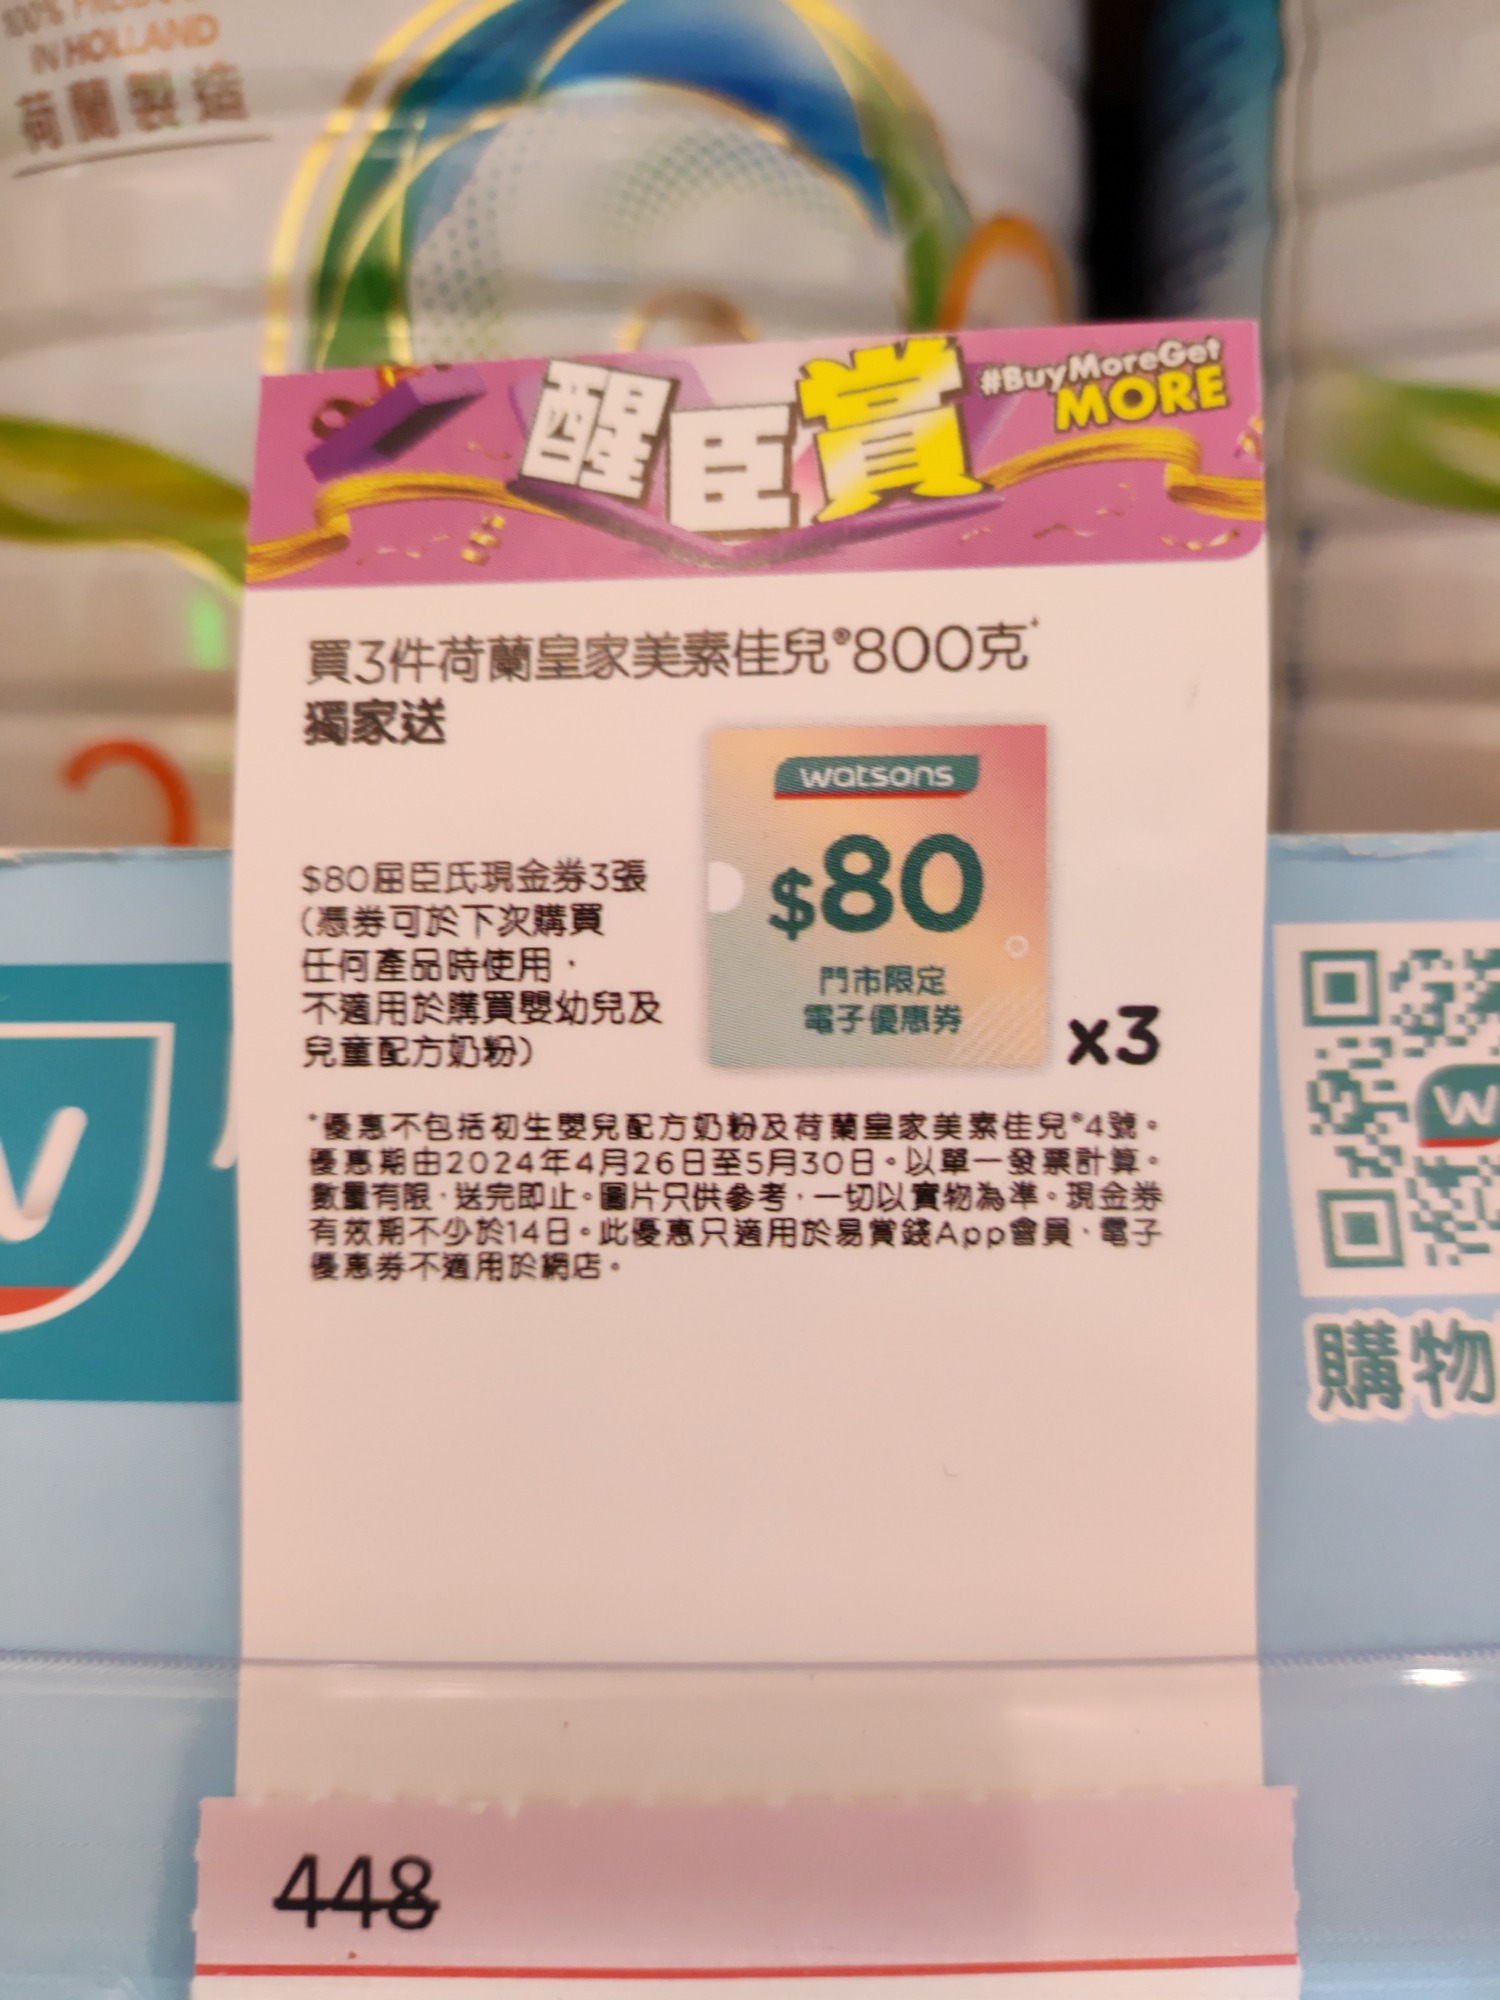 IN HOLLAND
荷蘭製造
醒臣賞
#BuyMoreGet
MORE
買3件荷蘭皇家美素佳兒®800克*
獨家送
watsons
$80
門市限定
電子優惠券
x3
$80屈臣氏現金券3張
(憑券可於下次購買
任何產品時使用，
不適用於購買嬰幼兒及
兒童配方奶粉)
*優惠不包括初生嬰兒配方奶粉及荷蘭皇家美素佳兒®4號。
優惠期由2024年4月26日至5月30日。以單一發票計算。
數量有限，送完即止。圖片只供參考，一切以實物為準。現金券
有效期不少於14日。此優惠只適用於易賞錢App會員，電子
優惠券不適用於網店。
購物
448